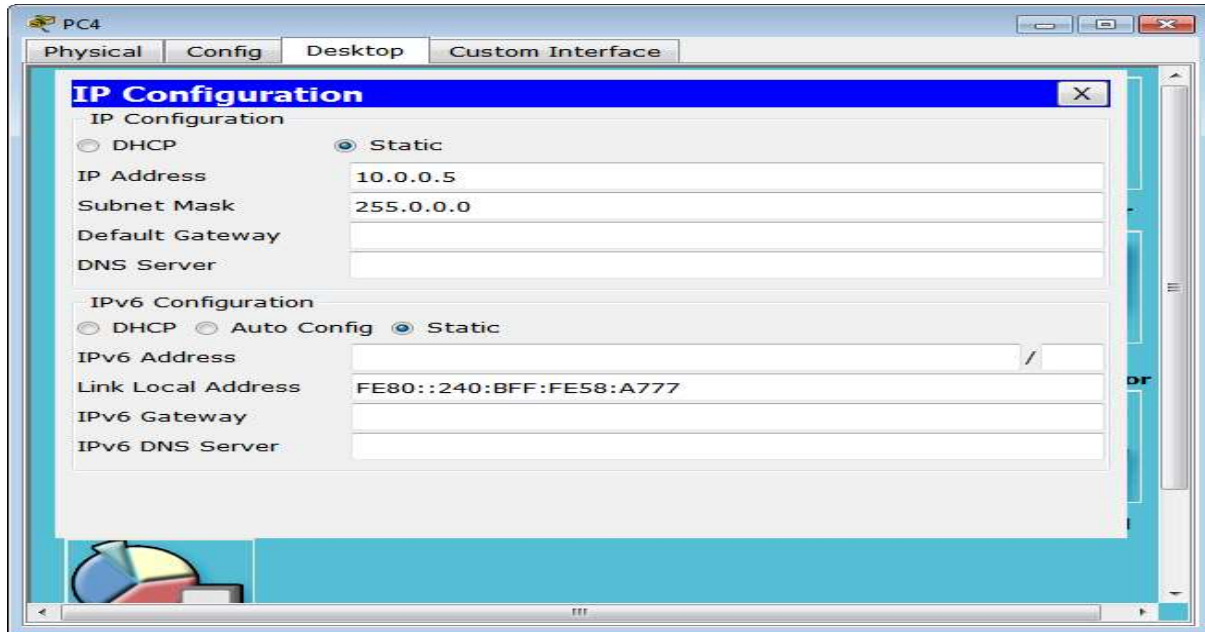 PC4
Physical Config Desktop Custom Interface
IP Configuration X
IP Configuration
DHCP Static
IP Address 10.0.0.5
Subnet Mask 255.0.0.0
Default Gateway
DNS Server
IPv6 Configuration
DHCP Auto Config Static
IPv6 Address /
Link Local Address FE80::240:BFF:FE58:A777
IPv6 Gateway
IPv6 DNS Server
or